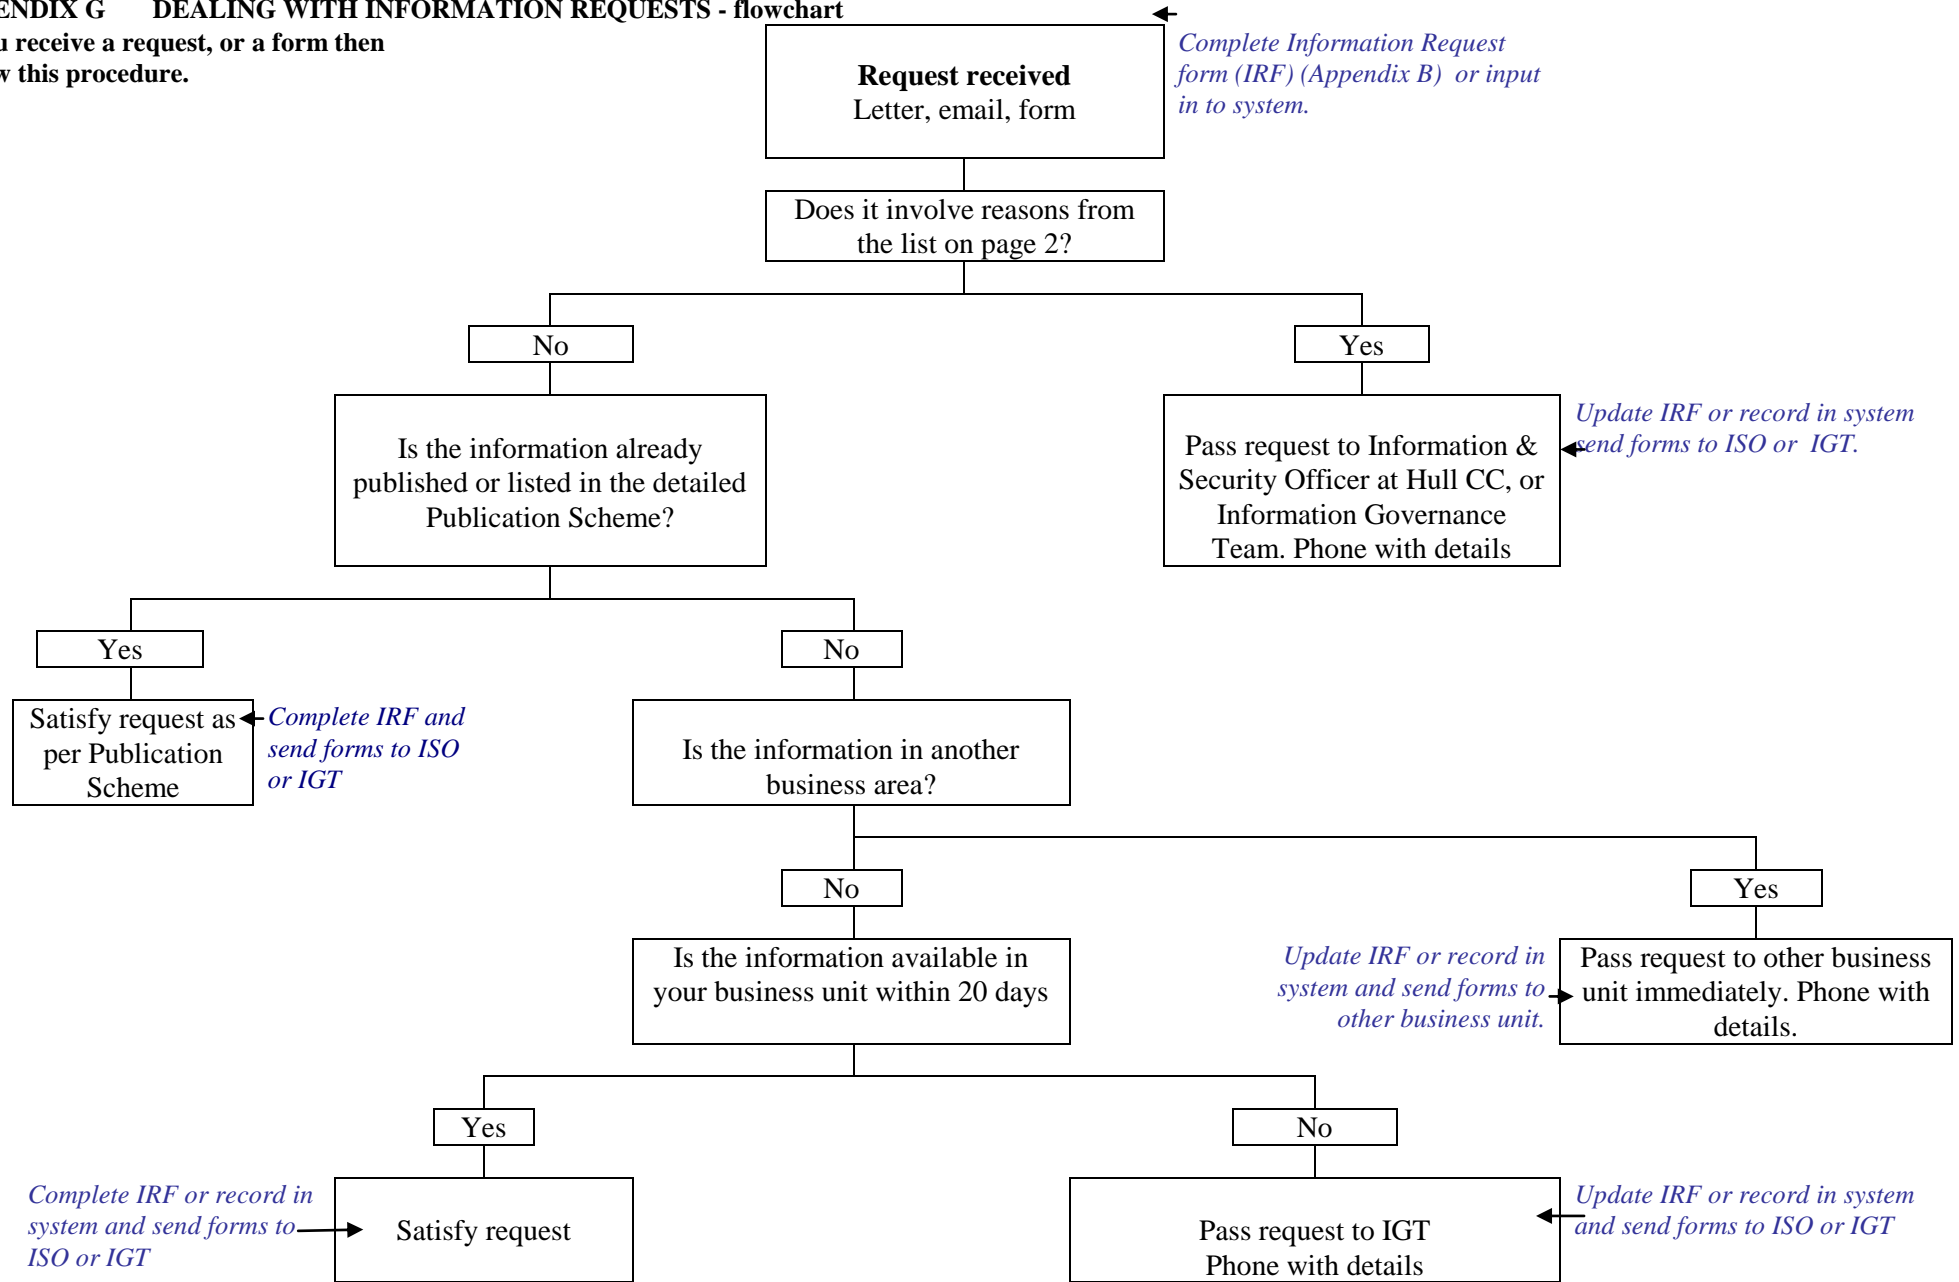 ENDIX G DEALING WITH INFORMATION REQUESTS - flowchart
u receive a request, or a form then
w this procedure.
Request received
Letter, email, form
Complete Information Request
form (IRF) (Appendix B) or input
in to system.
Does it involve reasons from
the list on page 2?
No
Yes
Is the information already
published or listed in the detailed
Publication Scheme?
Pass request to Information &
Security Officer at Hull CC, or
Information Governance
Team. Phone with details
Update IRF or record in system
send forms to ISO or IGT.
Yes
No
Satisfy request as
per Publication
Scheme
Complete IRF and
send forms to ISO
or IGT
Is the information in another
business area?
No
Yes
Is the information available in
your business unit within 20 days
Update IRF or record in
system and send forms to
other business unit.
Pass request to other business
unit immediately. Phone with
details.
Yes
No
Complete IRF or record in
system and send forms to
ISO or IGT
Satisfy request
Pass request to IGT
Phone with details
Update IRF or record in system
and send forms to ISO or IGT